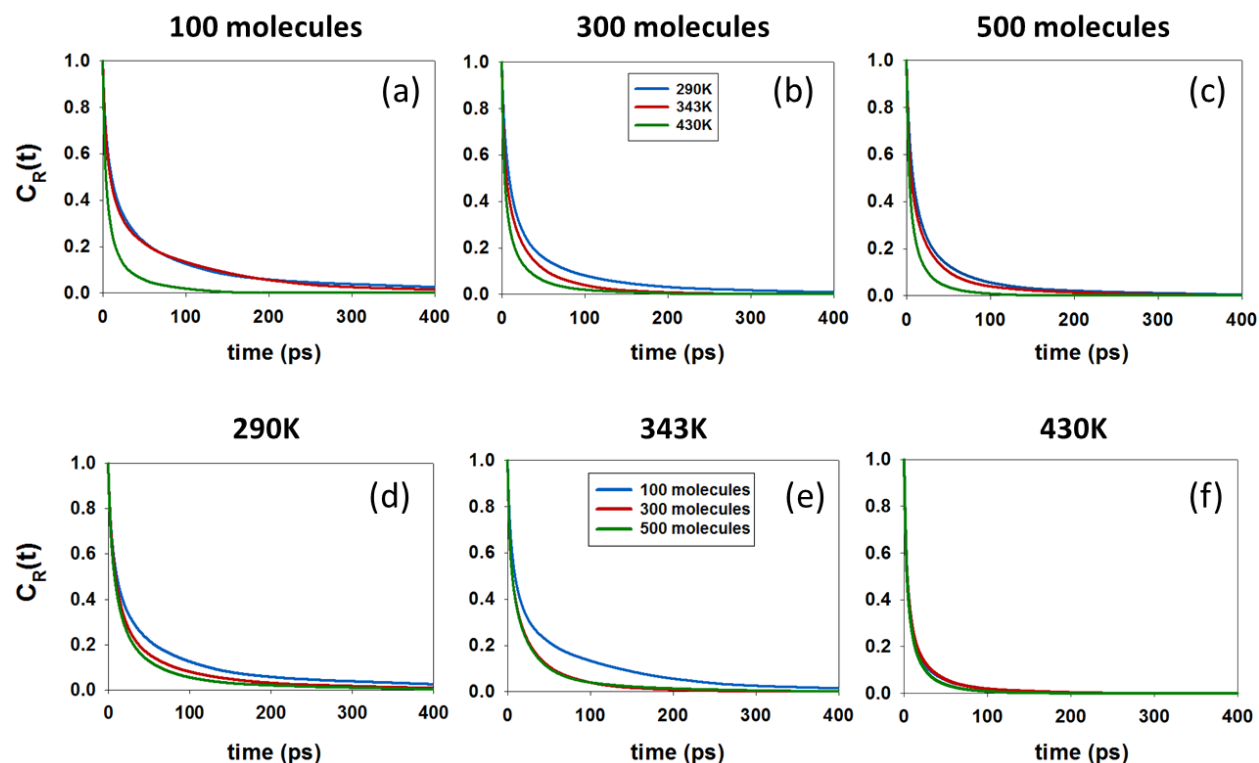 100 molecules
300 molecules
500 molecules
(a)
(b)
(c)
290K
343K
430K
C_R(t)
1.0
0.8
0.6
0.4
0.2
0.0
0
100
200
300
400
time (ps)
1.0
0.8
0.6
0.4
0.2
0.0
0
100
200
300
400
time (ps)
1.0
0.8
0.6
0.4
0.2
0.0
0
100
200
300
400
time (ps)
290K
343K
430K
(d)
(e)
(f)
100 molecules
300 molecules
500 molecules
C_R(t)
1.0
0.8
0.6
0.4
0.2
0.0
0
100
200
300
400
time (ps)
1.0
0.8
0.6
0.4
0.2
0.0
0
100
200
300
400
time (ps)
1.0
0.8
0.6
0.4
0.2
0.0
0
100
200
300
400
time (ps)